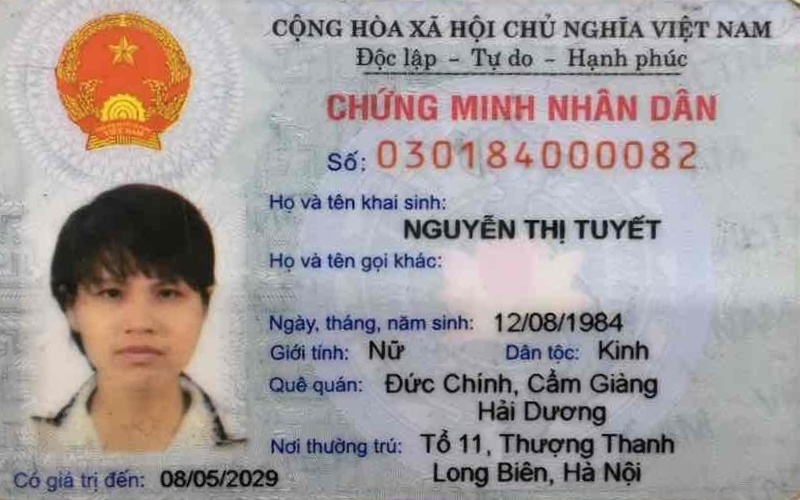 CỘNG HÒA XÃ HỘI CHỦ NGHĨA VIỆT NAM
Độc lập - Tự do - Hạnh phúc
CHỨNG MINH NHÂN DÂN
Số: 030184000082
Họ và tên khai sinh:
NGUYỄN THỊ TUYẾT
Họ và tên gọi khác:
Ngày, tháng, năm sinh: 12/08/1984
Giới tính: Nữ Dân tộc: Kinh
Quê quán: Đức Chính, Cẩm Giàng
Hải Dương
Nơi thường trú: Tổ 11, Thượng Thanh
Long Biên, Hà Nội
Có giá trị đến: 08/05/2029